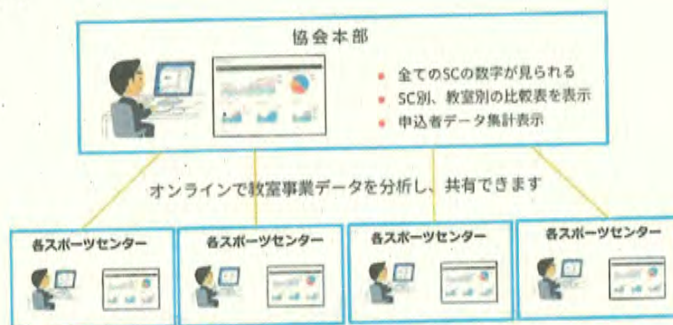 協会本部
全てのSCの数字が見られる
SC別、教室別の比較表を表示
申込者データ集計表示
オンラインで教室事業データを分析し、共有できます
各スポーツセンター
各スポーツセンター
各スポーツセンター
各スポーツセンター